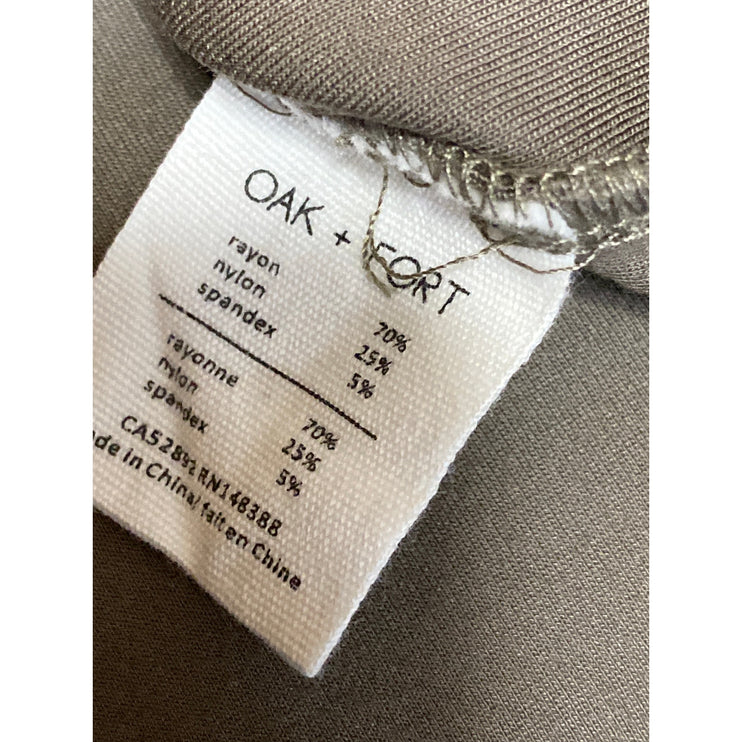 OAK + FORT
rayon 70%
nylon 25%
spandex 5%
rayonne 70%
nylon 25%
spandex 5%
CA52892 RN148388
ade in China/ fait en Chine